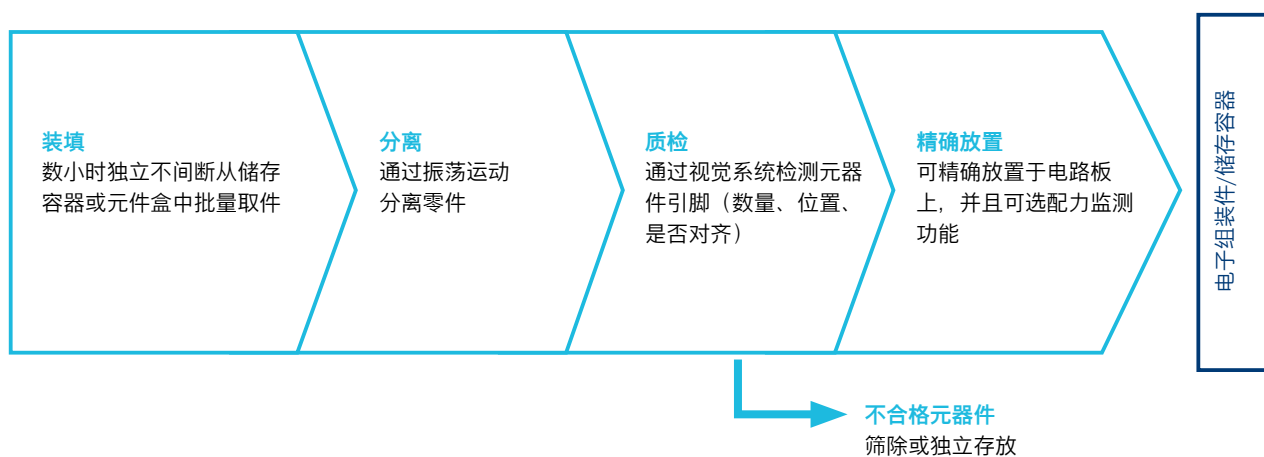 装填
数小时独立不间断从储存
容器或元件盒中批量取件
分离
通过振荡运动
分离零件
质检
通过视觉系统检测元器
件引脚（数量、位置、
是否对齐）
精确放置
可精确放置于电路板
上，并且可选配力监测
功能
电子组装件/储存容器
不合格元器件
筛除或独立存放